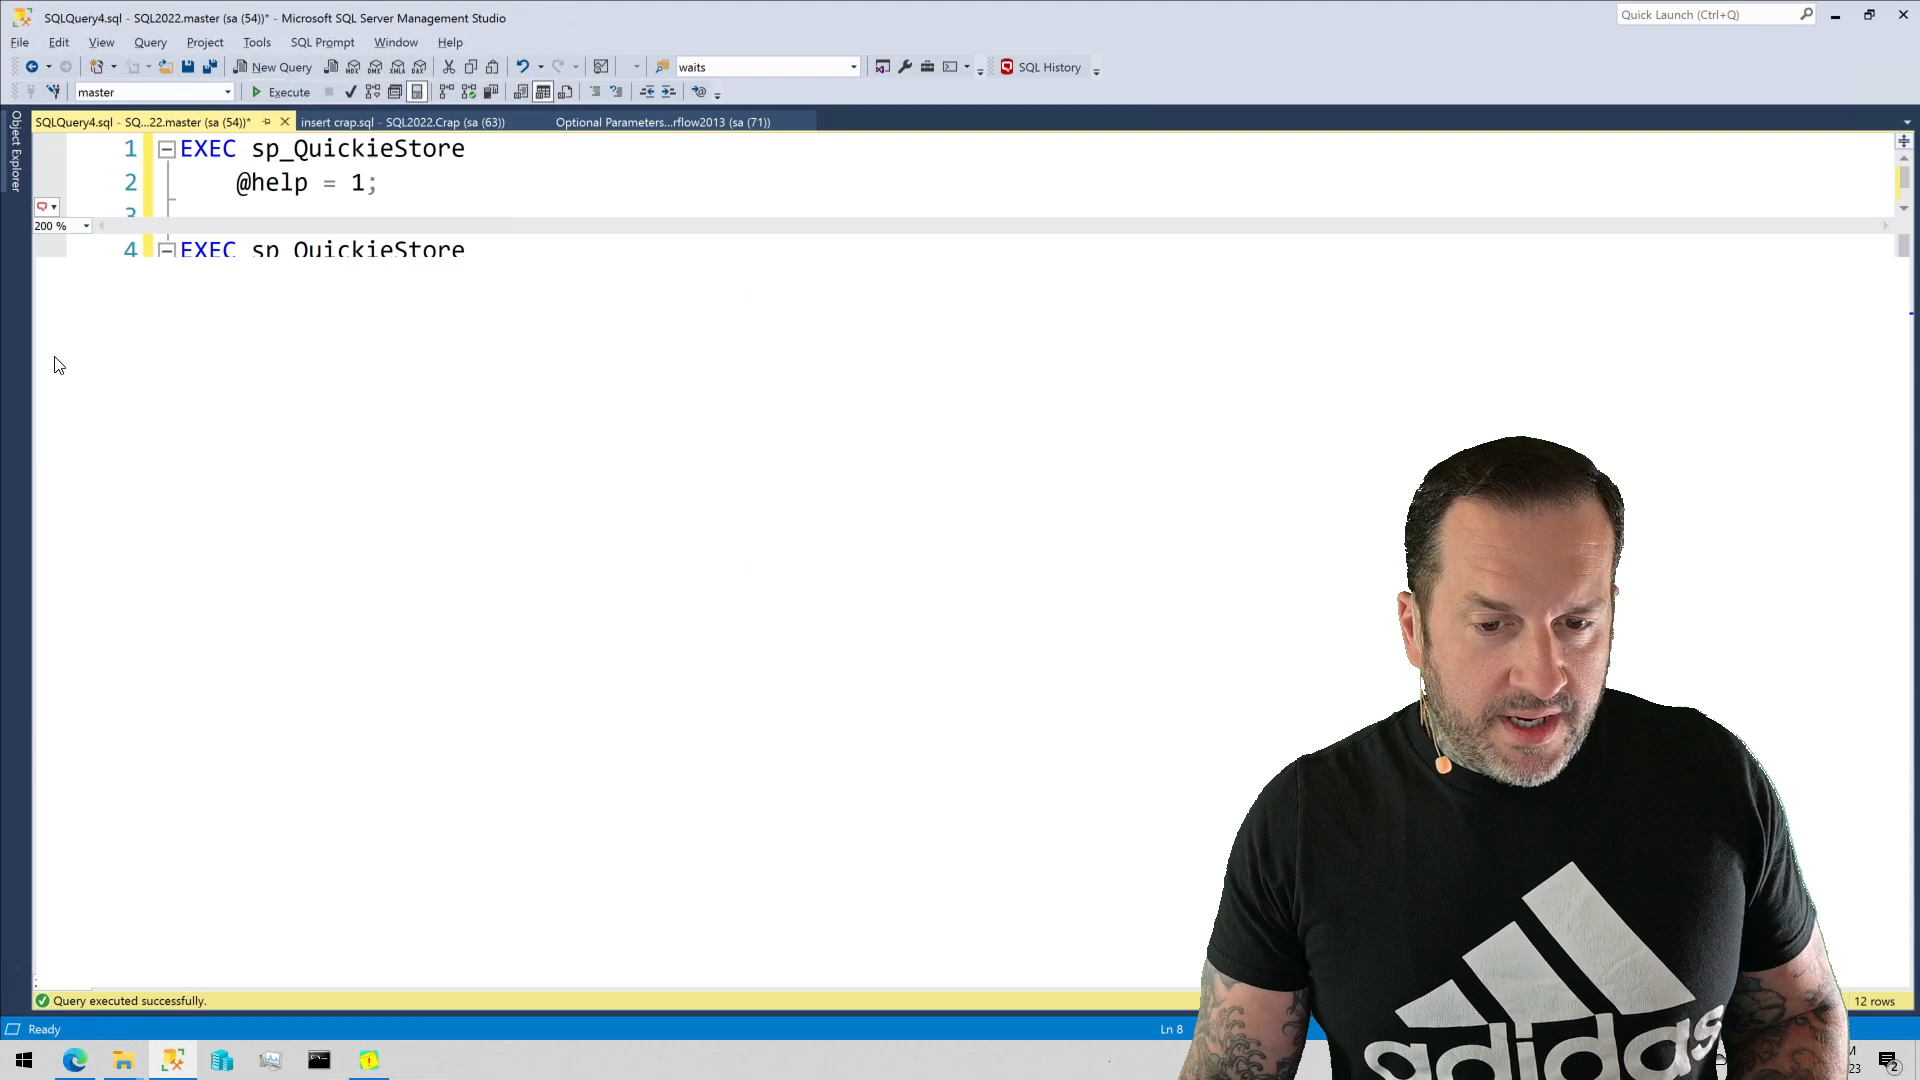 SQLQuery4.sql - SQL2022.master (sa (54))* - Microsoft SQL Server Management Studio
Quick Launch (Ctrl+Q)
File Edit View Query Project Tools SQL Prompt Window Help
New Query waits SQL History
master Execute
SQLQuery4.sql - SQ...22.master (sa (54))* insert crap.sql - SQL2022.Crap (sa (63)) Optional Parameters...rflow2013 (sa (71))
Object Explorer
1 EXEC sp_QuickieStore
2 @help = 1;
3
200 %
4 EXEC sp_QuickieStore
Query executed successfully. 12 rows
Ready Ln 8
adidas
23 2